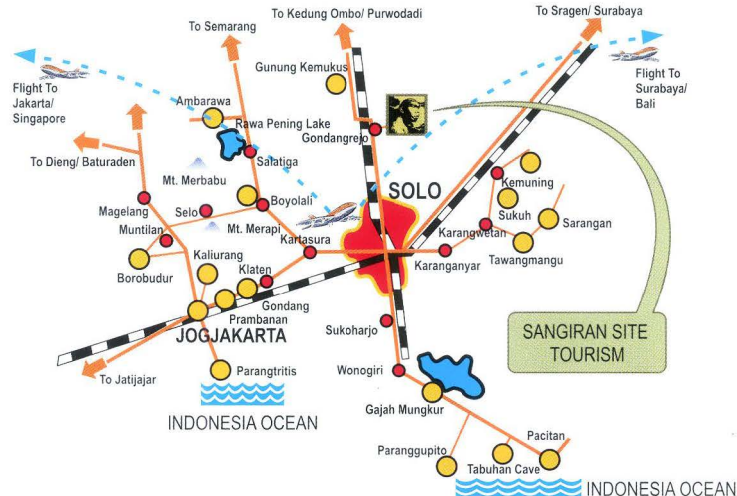 To Sragen/ Surabaya
To Kedung Ombo/ Purwodadi
To Semarang
Flight To
Jakarta/
Singapore
Flight To
Surabaya/
Bali
Gunung Kemukus
Ambarawa
Rawa Pening Lake
Gondangrejo
To Dieng/ Baturaden
Salatiga
Mt. Merbabu
Kemuning
SOLO
Boyolali
Sukuh
Magelang
Selo
Sarangan
Muntilan
Mt. Merapi
Karangwetan
Kartasura
Kaliurang
Tawangmangu
Karanganyar
Klaten
Borobudur
Gondang
Prambanan
JOGJAKARTA
Sukoharjo
SANGIRAN SITE
TOURISM
Parangtritis
Wonogiri
To Jatijajar
Gajah Mungkur
INDONESIA OCEAN
Pacitan
Paranggupito
Tabuhan Cave
INDONESIA OCEAN